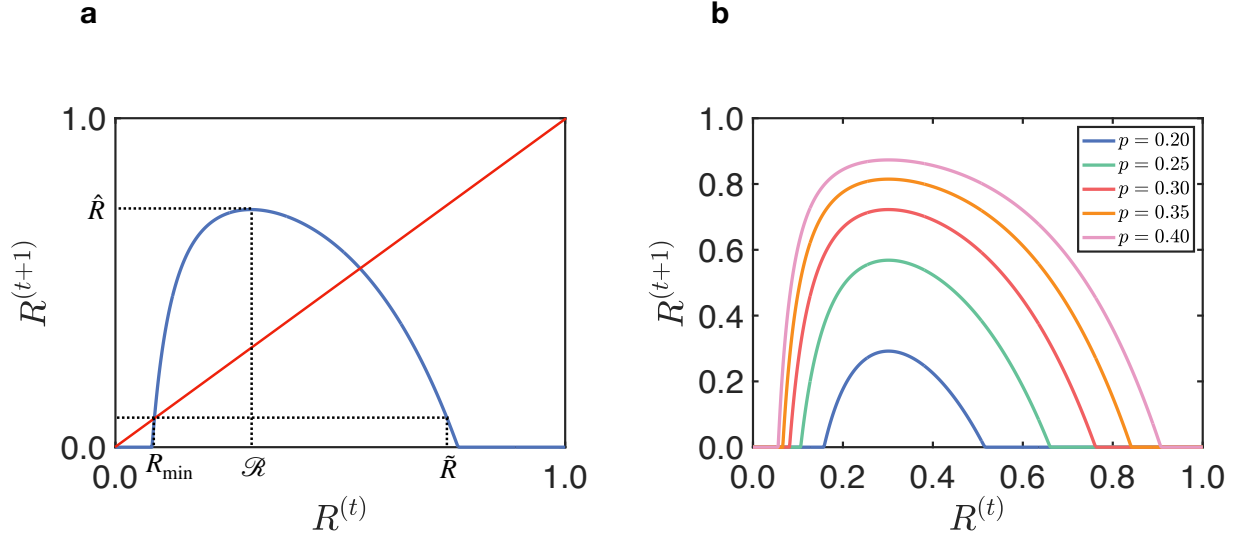 a
1.0
R̂
R^{(t+1)}
0.0
R_min
ℛ
R̃
0.0
1.0
R^{(t)}
b
1.0
0.8
0.6
0.4
0.2
0.0
R^{(t+1)}
p = 0.20
p = 0.25
p = 0.30
p = 0.35
p = 0.40
0.0 0.2 0.4 0.6 0.8 1.0
R^{(t)}